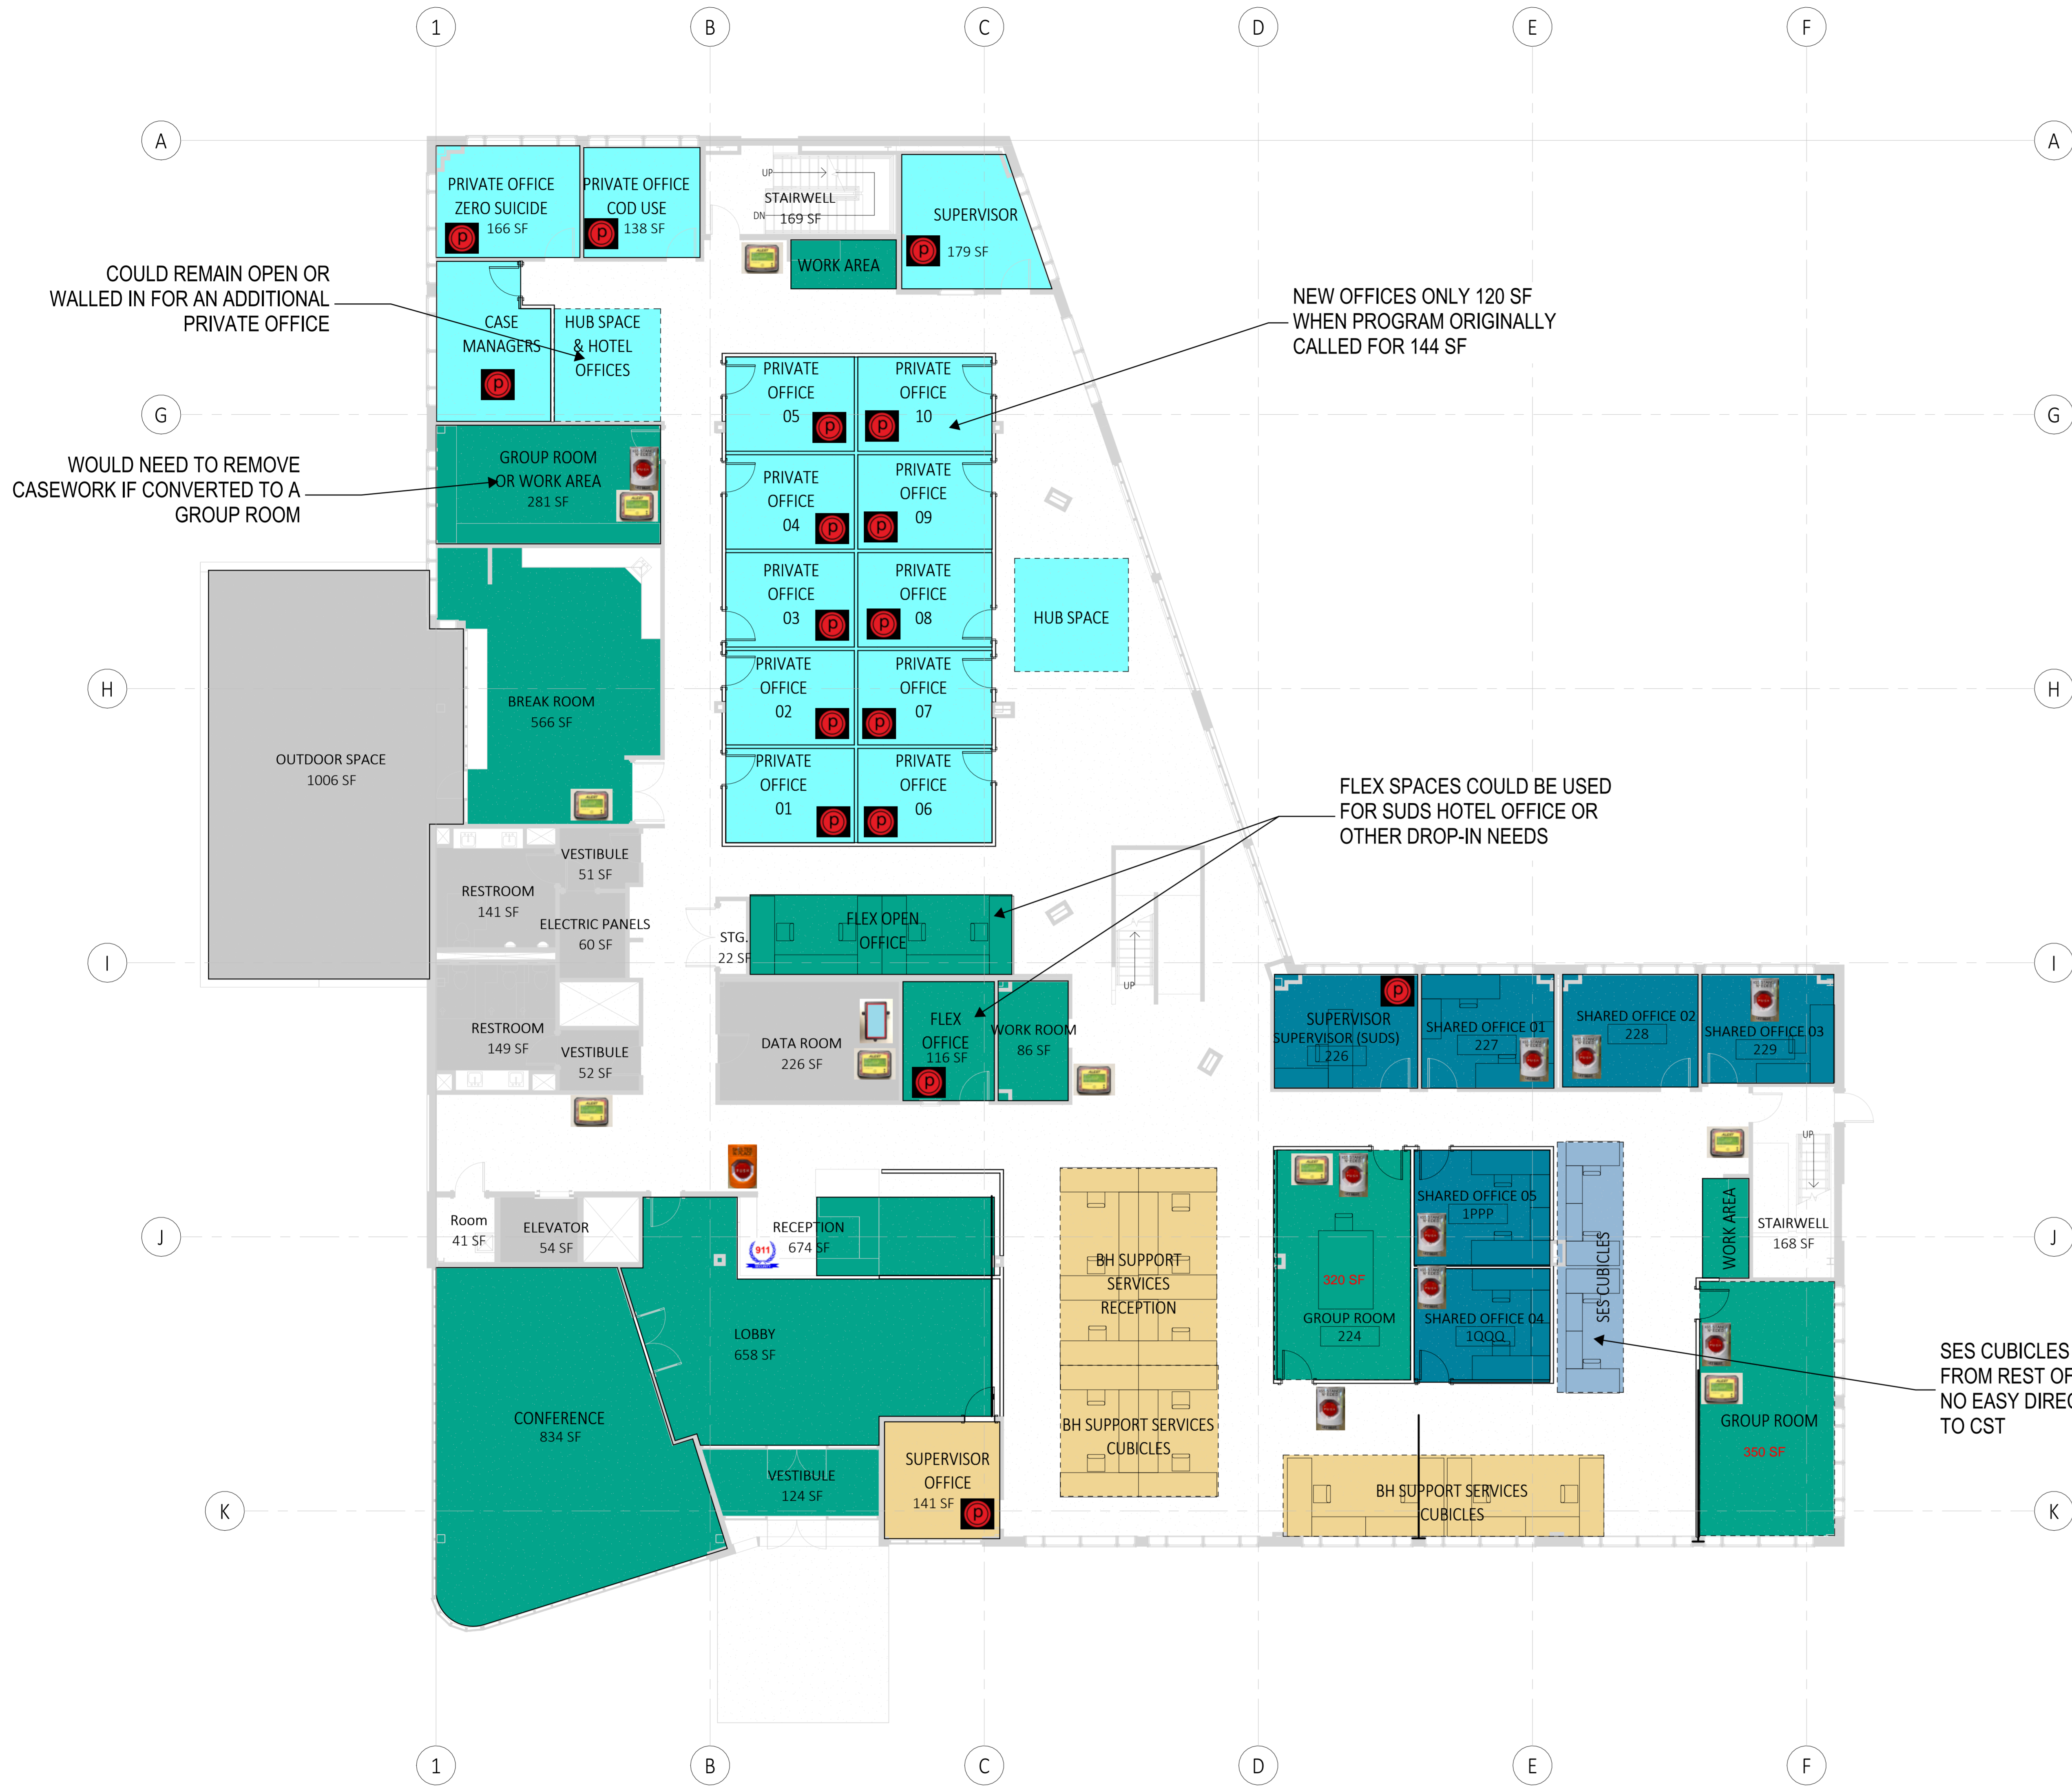 1
B
C
D
E
F
A
A
PRIVATE OFFICE
ZERO SUICIDE
166 SF
p
PRIVATE OFFICE
COD USE
138 SF
p
UP
STAIRWELL
DN
169 SF
WORK AREA
SUPERVISOR
179 SF
p
COULD REMAIN OPEN OR
WALLED IN FOR AN ADDITIONAL
PRIVATE OFFICE
CASE
MANAGERS
p
HUB SPACE
& HOTEL
OFFICES
NEW OFFICES ONLY 120 SF
WHEN PROGRAM ORIGINALLY
CALLED FOR 144 SF
G
G
WOULD NEED TO REMOVE
CASEWORK IF CONVERTED TO A
GROUP ROOM
GROUP ROOM
OR WORK AREA
281 SF
PRIVATE
OFFICE
05
p
PRIVATE
OFFICE
10
p
PRIVATE
OFFICE
04
p
PRIVATE
OFFICE
09
p
PRIVATE
OFFICE
03
p
PRIVATE
OFFICE
08
p
HUB SPACE
PRIVATE
OFFICE
02
p
PRIVATE
OFFICE
07
p
PRIVATE
OFFICE
01
p
PRIVATE
OFFICE
06
p
H
H
BREAK ROOM
566 SF
OUTDOOR SPACE
1006 SF
FLEX SPACES COULD BE USED
FOR SUDS HOTEL OFFICE OR
OTHER DROP-IN NEEDS
VESTIBULE
51 SF
RESTROOM
141 SF
ELECTRIC PANELS
60 SF
STG.
22 SF
FLEX OPEN
OFFICE
UP
I
I
RESTROOM
149 SF
VESTIBULE
52 SF
DATA ROOM
226 SF
FLEX
OFFICE
116 SF
p
WORK ROOM
86 SF
SUPERVISOR
SUPERVISOR (SUDS)
226
p
SHARED OFFICE 01
227
SHARED OFFICE 02
228
SHARED OFFICE 03
229
UP
STAIRWELL
168 SF
WORK AREA
J
J
Room
41 SF
ELEVATOR
54 SF
RECEPTION
674 SF
911
LOBBY
658 SF
CONFERENCE
834 SF
VESTIBULE
124 SF
SUPERVISOR
OFFICE
141 SF
p
BH SUPPORT
SERVICES
RECEPTION
BH SUPPORT SERVICES
CUBICLES
320 SF
GROUP ROOM
224
SHARED OFFICE 05
1PPP
SHARED OFFICE 04
1QQQ
SES CUBICLES
BH SUPPORT SERVICES
CUBICLES
GROUP ROOM
350 SF
SES CUBICLES
FROM REST OF
NO EASY DIREC
TO CST
K
K
1
B
C
D
E
F